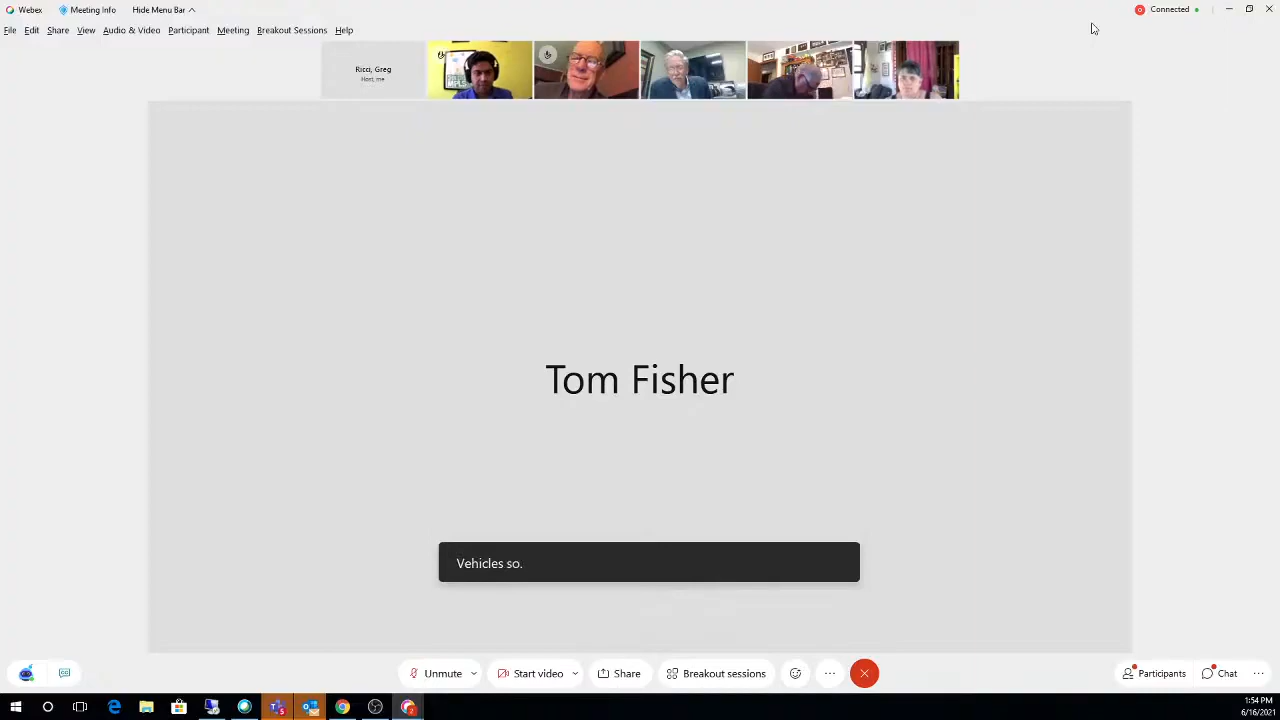 Webex Meeting Info Hide Menu Bar Connected
File Edit Share View Audio & Video Participant Meeting Breakout Sessions Help
Ricci, Greg
Host, me
Tom Fisher
Vehicles so.
Unmute Start video Share Breakout sessions Participants Chat
1:54 PM
6/16/2021